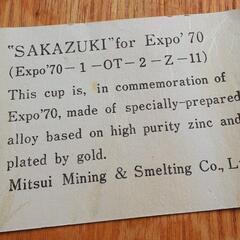 "SAKAZUKI" for Expo' 70
(Expo'70-1-OT-2-Z-11)
This cup is, in commemoration of
Expo'70, made of specially-prepared
alloy based on high purity zinc and
plated by gold.
Mitsui Mining & Smelting Co., L